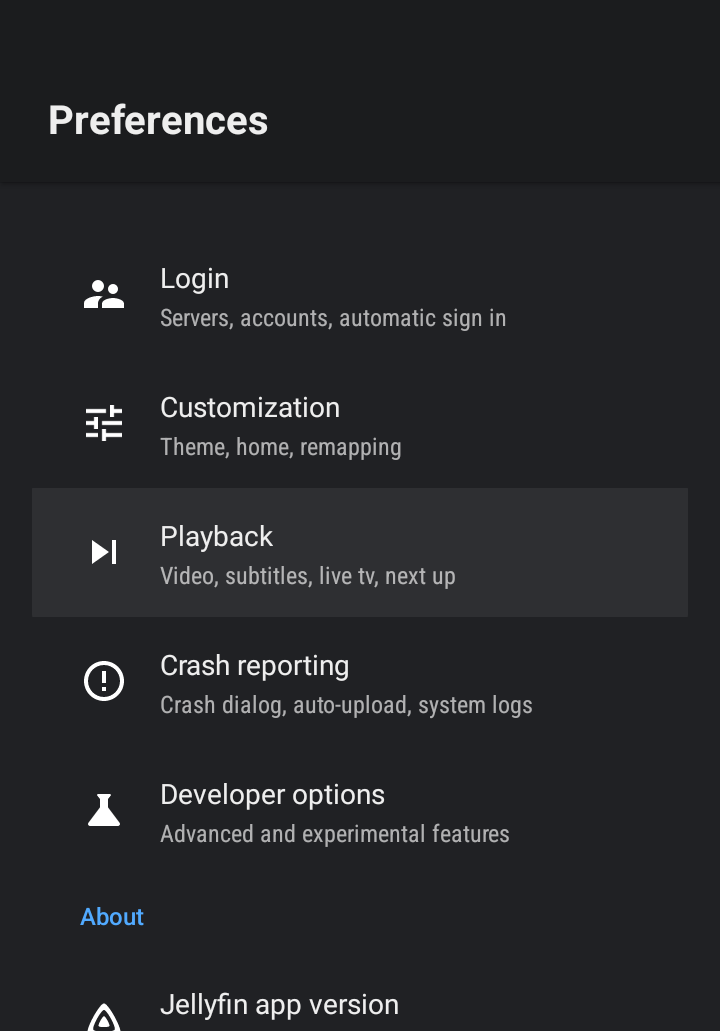 Preferences
Login
Servers, accounts, automatic sign in
Customization
Theme, home, remapping
Playback
Video, subtitles, live tv, next up
Crash reporting
Crash dialog, auto-upload, system logs
Developer options
Advanced and experimental features
About
Jellyfin app version